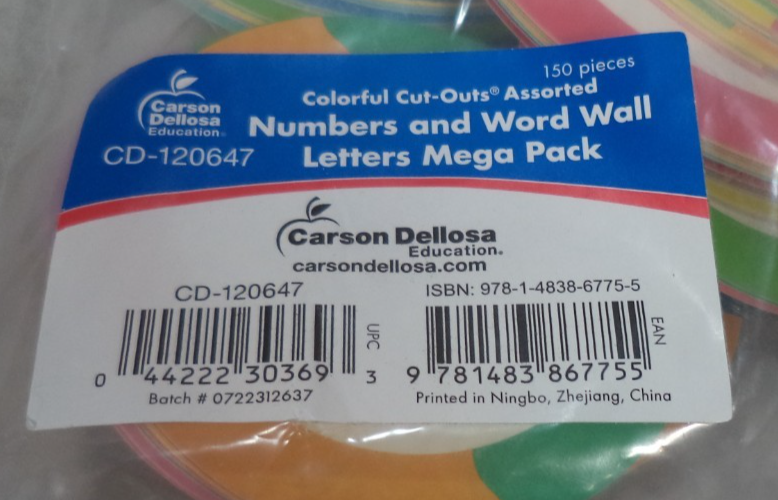 150 pieces
Colorful Cut-Outs® Assorted
Numbers and Word Wall
Letters Mega Pack
Carson
Dellosa
Education
CD-120647
Carson Dellosa
Education.
carsondellosa.com
CD-120647
ISBN: 978-1-4838-6775-5
UPC
EAN
0 44222 30369 3
9 781483 867755
Batch # 0722312637
Printed in Ningbo, Zhejiang, China